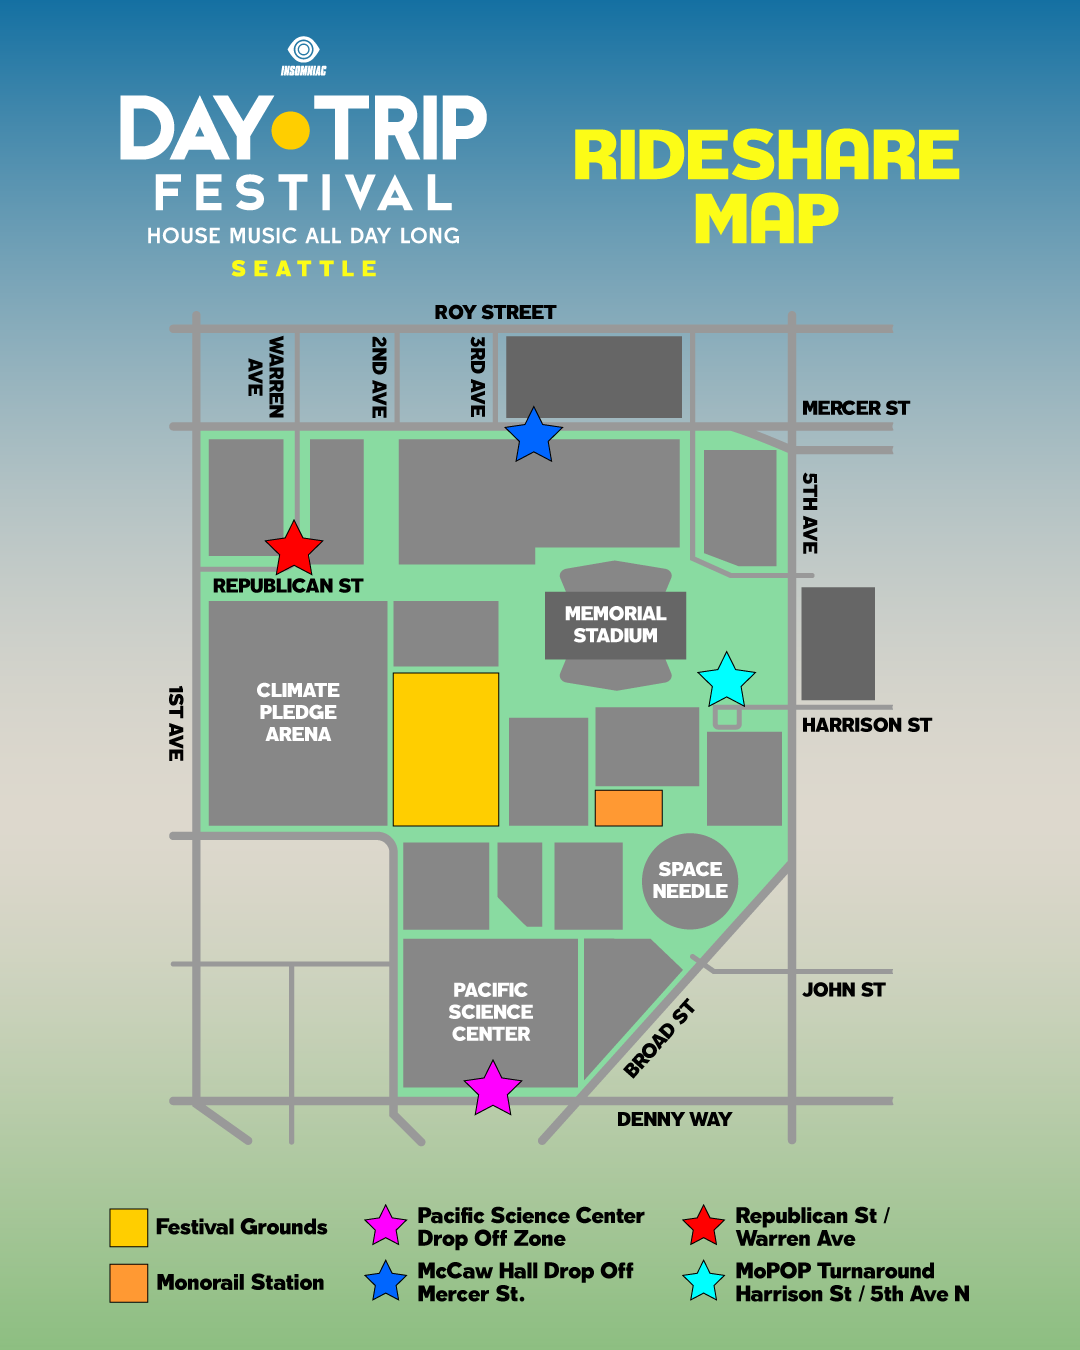 INSOMNIAC
DAY TRIP
FESTIVAL
HOUSE MUSIC ALL DAY LONG
SEATTLE
RIDESHARE
MAP
ROY STREET
WARREN
AVE
2ND AVE
3RD AVE
MERCER ST
5TH AVE
REPUBLICAN ST
MEMORIAL
STADIUM
CLIMATE
PLEDGE
ARENA
1ST AVE
HARRISON ST
SPACE
NEEDLE
PACIFIC
SCIENCE
CENTER
JOHN ST
BROAD ST
DENNY WAY
Festival Grounds
Monorail Station
Pacific Science Center
Drop Off Zone
McCaw Hall Drop Off
Mercer St.
Republican St /
Warren Ave
MoPOP Turnaround
Harrison St / 5th Ave N